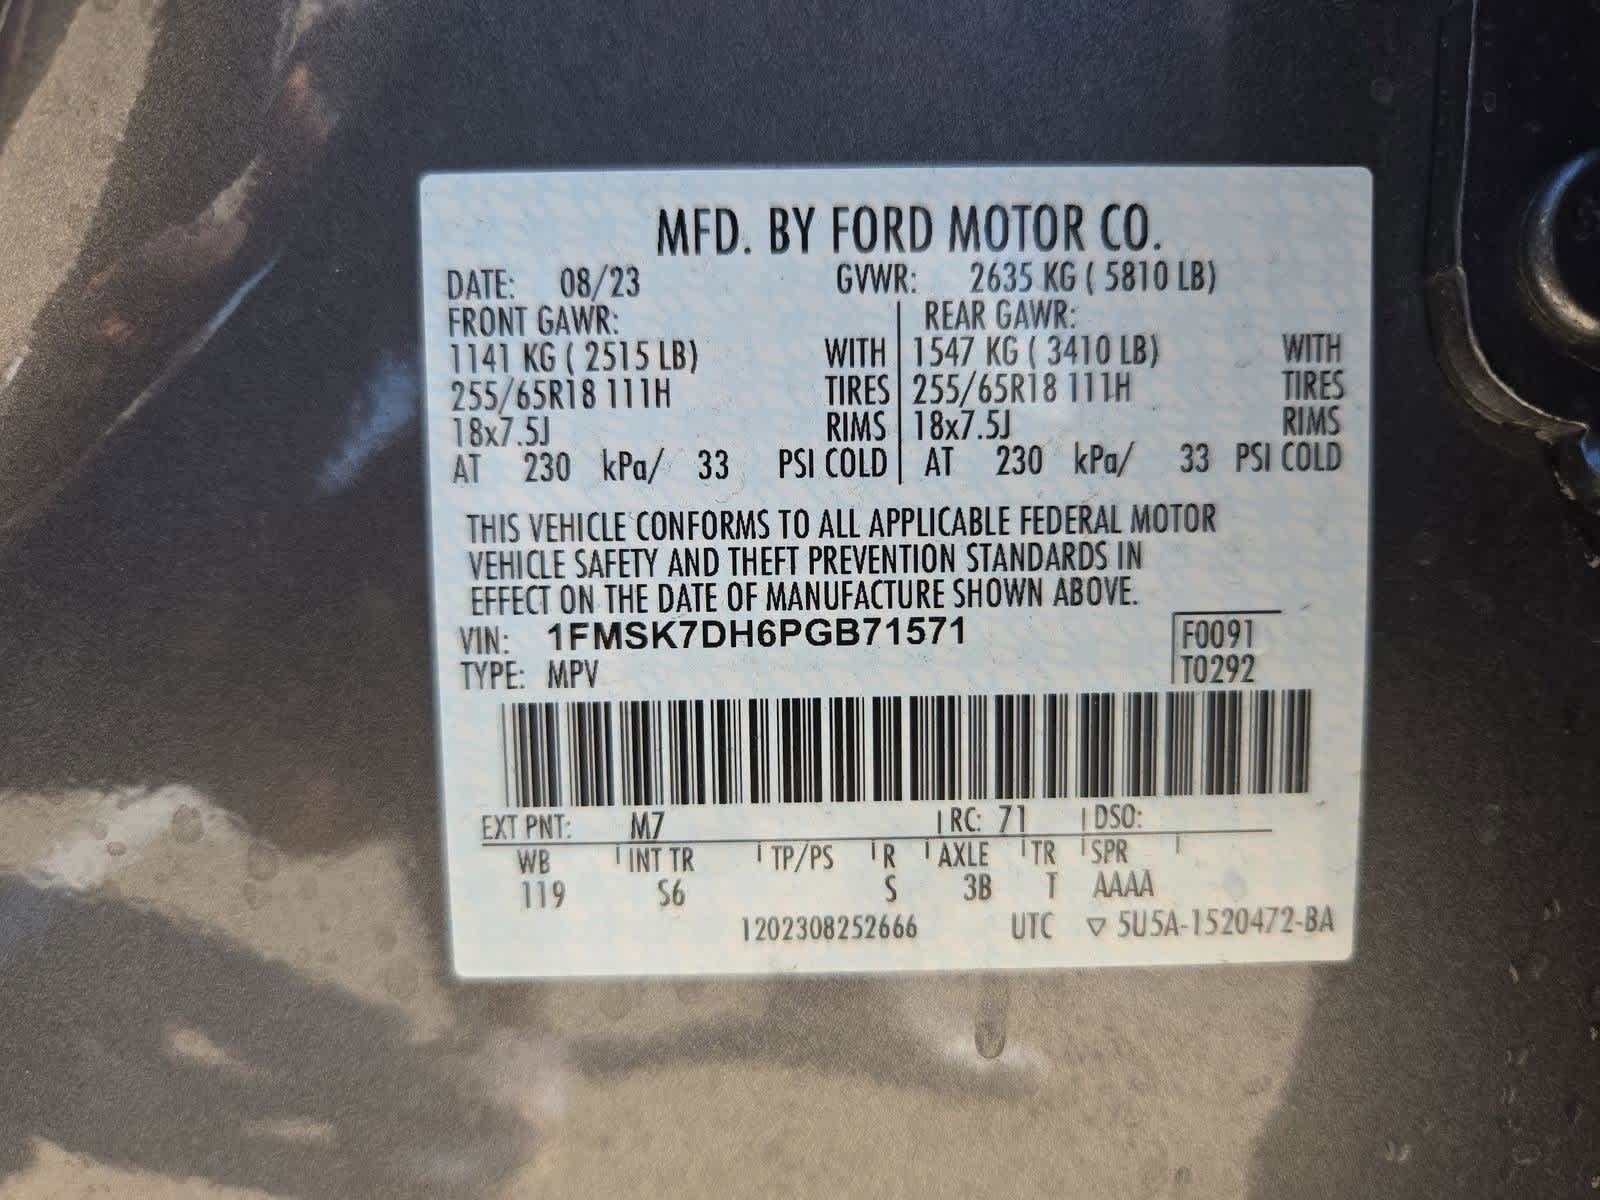 MFD. BY FORD MOTOR CO.
DATE: 08/23 GVWR: 2635 KG ( 5810 LB)
FRONT GAWR: REAR GAWR:
1141 KG ( 2515 LB) WITH 1547 KG ( 3410 LB) WITH
255/65R18 111H TIRES 255/65R18 111H TIRES
18x7.5J RIMS 18x7.5J RIMS
AT 230 kPa/ 33 PSI COLD AT 230 kPa/ 33 PSI COLD
THIS VEHICLE CONFORMS TO ALL APPLICABLE FEDERAL MOTOR
VEHICLE SAFETY AND THEFT PREVENTION STANDARDS IN
EFFECT ON THE DATE OF MANUFACTURE SHOWN ABOVE.
VIN: 1FMSK7DH6PGB71571 F0091
TYPE: MPV T0292
EXT PNT: M7 RC: 71 DSO:
WB INT TR TP/PS R AXLE TR SPR
119 S6 S 3B T AAAA
1202308252666 UTC ▽ 5U5A-1520472-BA